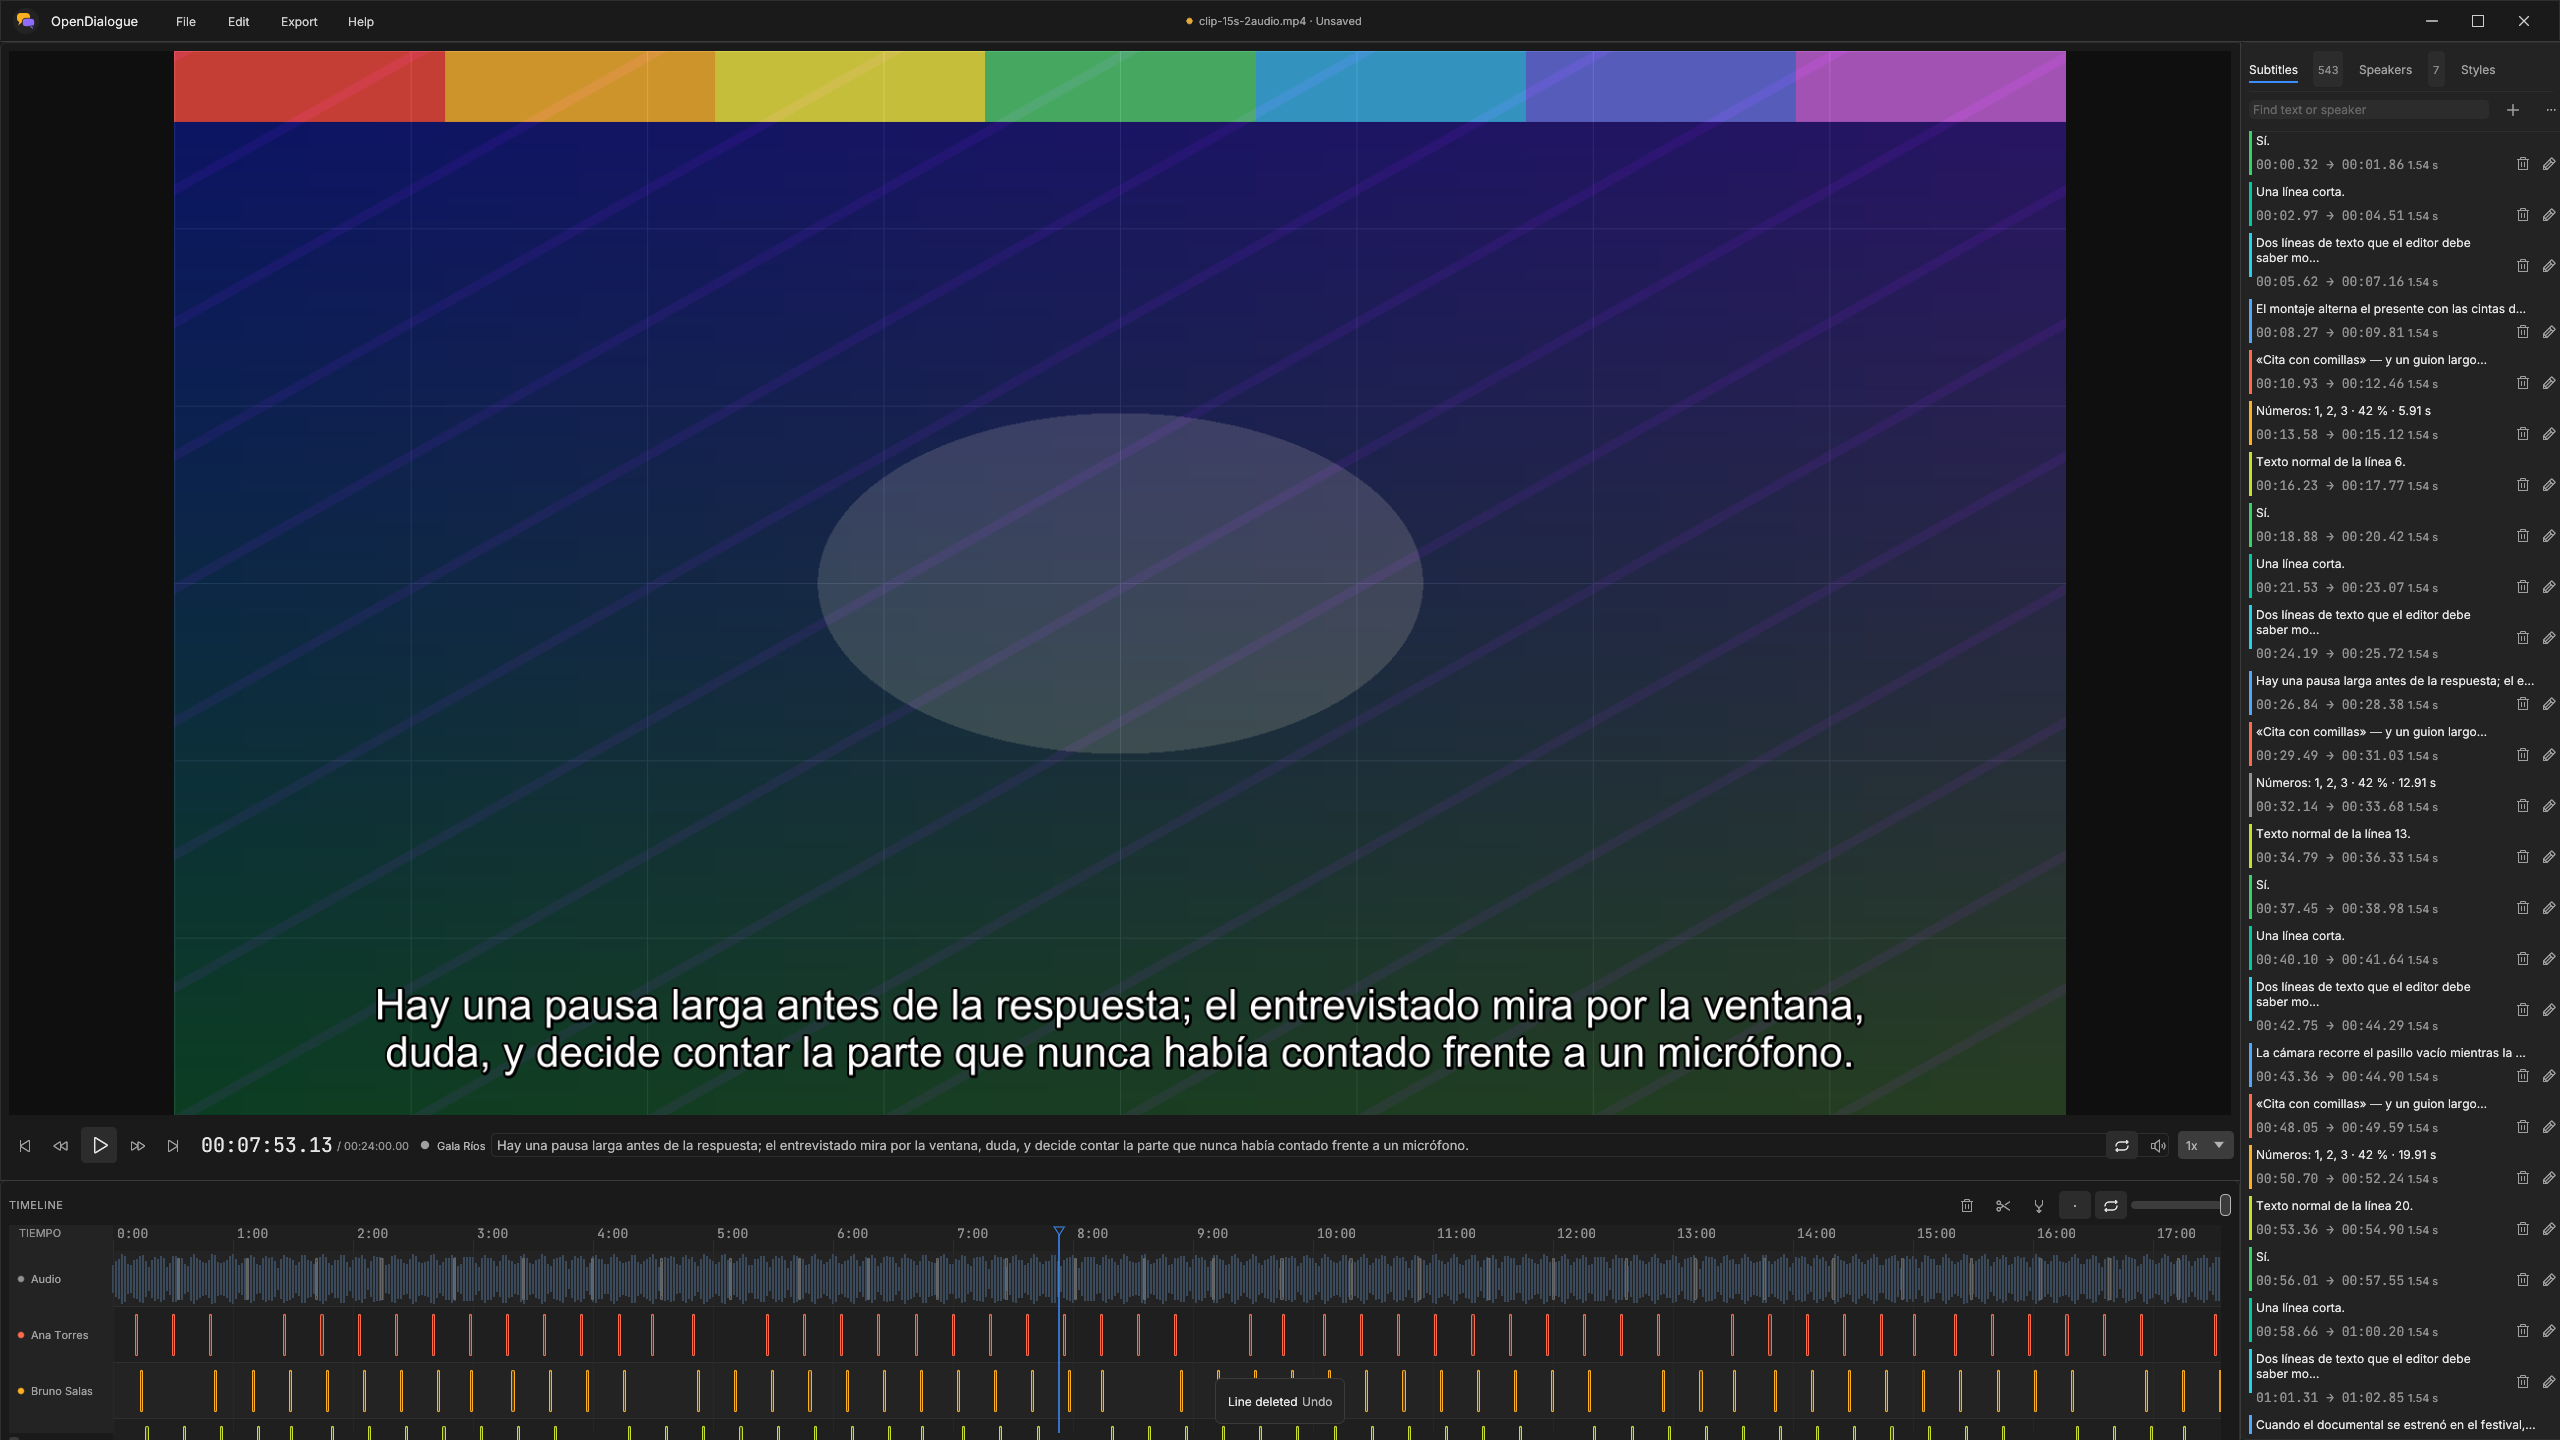 OpenDialogue File Edit Export Help
clip-15s-2audio.mp4 · Unsaved
Hay una pausa larga antes de la respuesta; el entrevistado mira por la ventana,
duda, y decide contar la parte que nunca había contado frente a un micrófono.
00:07:53.13 / 00:24:00.00 Gala Ríos Hay una pausa larga antes de la respuesta; el entrevistado mira por la ventana, duda, y decide contar la parte que nunca había contado frente a un micrófono. 1x
TIMELINE
TIEMPO 0:00 1:00 2:00 3:00 4:00 5:00 6:00 7:00 8:00 9:00 10:00 11:00 12:00 13:00 14:00 15:00 16:00 17:00
Audio
Ana Torres
Bruno Salas
Line deleted Undo
Subtitles 543 Speakers 7 Styles
Find text or speaker
Sí.
00:00.32 → 00:01.86 1.54 s
Una línea corta.
00:02.97 → 00:04.51 1.54 s
Dos líneas de texto que el editor debe
saber mo...
00:05.62 → 00:07.16 1.54 s
El montaje alterna el presente con las cintas d...
00:08.27 → 00:09.81 1.54 s
«Cita con comillas» — y un guion largo...
00:10.93 → 00:12.46 1.54 s
Números: 1, 2, 3 · 42 % · 5.91 s
00:13.58 → 00:15.12 1.54 s
Texto normal de la línea 6.
00:16.23 → 00:17.77 1.54 s
Sí.
00:18.88 → 00:20.42 1.54 s
Una línea corta.
00:21.53 → 00:23.07 1.54 s
Dos líneas de texto que el editor debe
saber mo...
00:24.19 → 00:25.72 1.54 s
Hay una pausa larga antes de la respuesta; el e...
00:26.84 → 00:28.38 1.54 s
«Cita con comillas» — y un guion largo...
00:29.49 → 00:31.03 1.54 s
Números: 1, 2, 3 · 42 % · 12.91 s
00:32.14 → 00:33.68 1.54 s
Texto normal de la línea 13.
00:34.79 → 00:36.33 1.54 s
Sí.
00:37.45 → 00:38.98 1.54 s
Una línea corta.
00:40.10 → 00:41.64 1.54 s
Dos líneas de texto que el editor debe
saber mo...
00:42.75 → 00:44.29 1.54 s
La cámara recorre el pasillo vacío mientras la ...
00:43.36 → 00:44.90 1.54 s
«Cita con comillas» — y un guion largo...
00:48.05 → 00:49.59 1.54 s
Números: 1, 2, 3 · 42 % · 19.91 s
00:50.70 → 00:52.24 1.54 s
Texto normal de la línea 20.
00:53.36 → 00:54.90 1.54 s
Sí.
00:56.01 → 00:57.55 1.54 s
Una línea corta.
00:58.66 → 01:00.20 1.54 s
Dos líneas de texto que el editor debe
saber mo...
01:01.31 → 01:02.85 1.54 s
Cuando el documental se estrenó en el festival,...